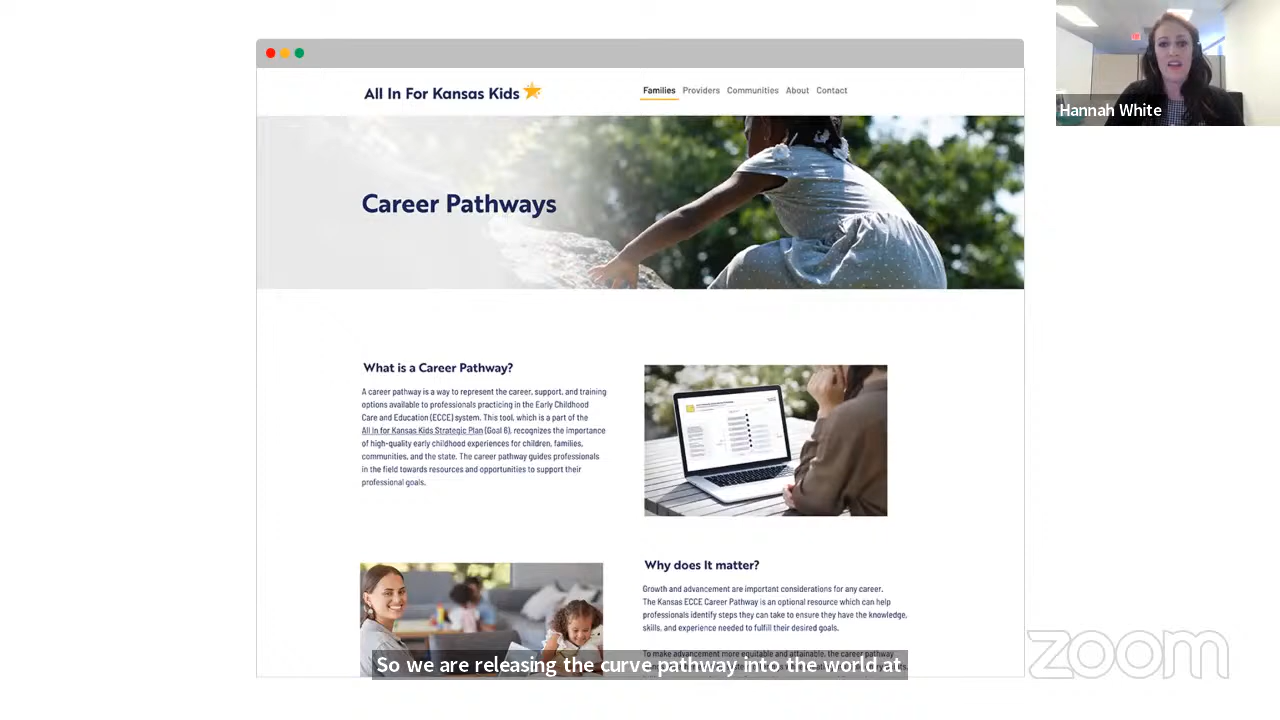 All In For Kansas Kids
Families Providers Communities About Contact
Hannah White
Career Pathways
What is a Career Pathway?
A career pathway is a way to represent the career, support, and training
options available to professionals practicing in the Early Childhood
Care and Education (ECCE) system. This tool, which is a part of the
All In for Kansas Kids Strategic Plan (Goal 6), recognizes the importance
of high-quality early childhood experiences for children, families,
communities, and the state. The career pathway guides professionals
in the field towards resources and opportunities to support their
professional goals.
Why does It matter?
Growth and advancement are important considerations for any career.
The Kansas ECCE Career Pathway is an optional resource which can help
professionals identify steps they can take to ensure they have the knowledge,
skills, and experience needed to fulfill their desired goals.
To make advancement more equitable and attainable, the career pathway
So we are releasing the curve pathway into the world at
zoom